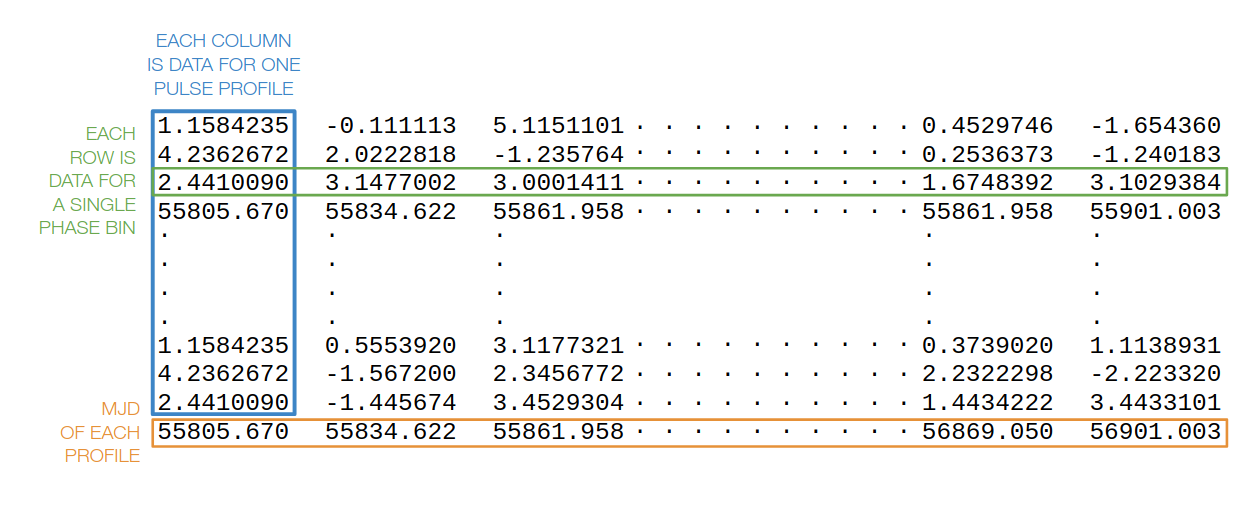 EACH COLUMN
IS DATA FOR ONE
PULSE PROFILE
EACH
ROW IS
DATA FOR
A SINGLE
PHASE BIN
1.1584235 -0.111113 5.1151101 · · · · · · · · · · 0.4529746 -1.654360
4.2362672 2.0222818 -1.235764 · · · · · · · · · · 0.2536373 -1.240183
2.4410090 3.1477002 3.0001411 · · · · · · · · · · 1.6748392 3.1029384
55805.670 55834.622 55861.958 · · · · · · · · · · 55861.958 55901.003
. . . . .
. . . . .
. . . . .
. . . . .
1.1584235 0.5553920 3.1177321 · · · · · · · · · · 0.3739020 1.1138931
4.2362672 -1.567200 2.3456772 · · · · · · · · · · 2.2322298 -2.223320
2.4410090 -1.445674 3.4529304 · · · · · · · · · · 1.4434222 3.4433101
55805.670 55834.622 55861.958 · · · · · · · · · · 56869.050 56901.003
MJD
OF EACH
PROFILE